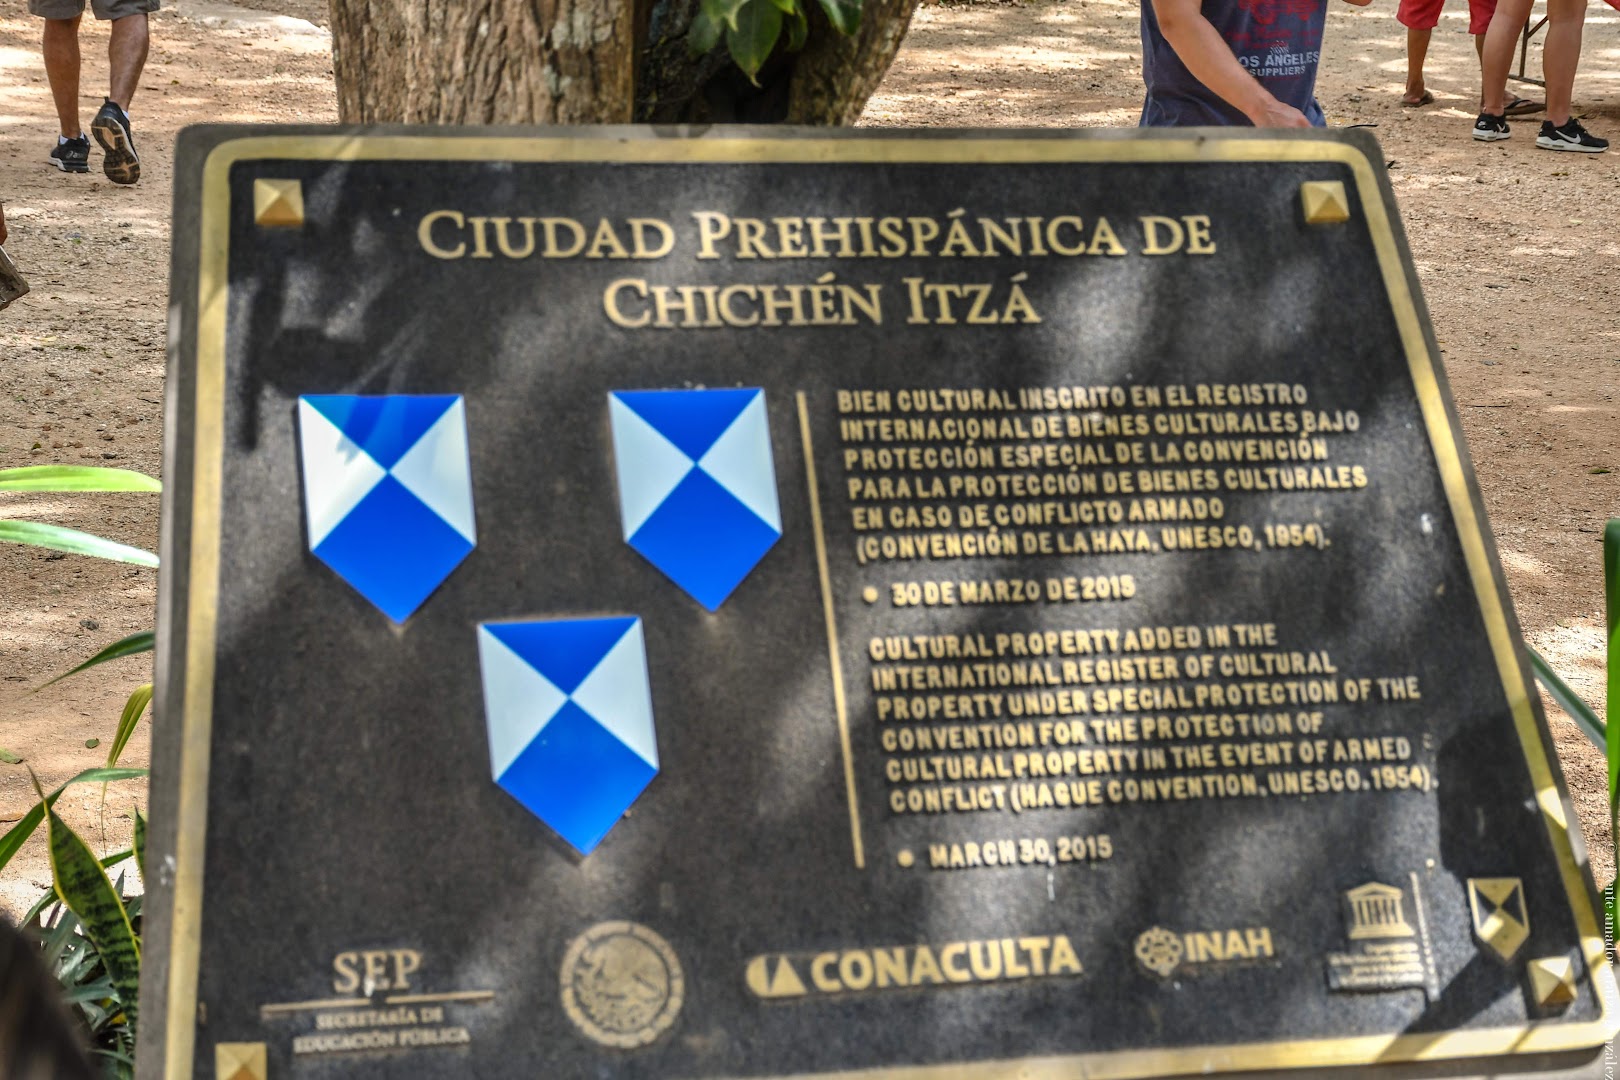 OS ANGELES
SUPPLIERS
CIUDAD PREHISPÁNICA DE
CHICHÉN ITZÁ
BIEN CULTURAL INSCRITO EN EL REGISTRO
INTERNACIONAL DE BIENES CULTURALES BAJO
PROTECCIÓN ESPECIAL DE LA CONVENCIÓN
PARA LA PROTECCIÓN DE BIENES CULTURALES
EN CASO DE CONFLICTO ARMADO
(CONVENCIÓN DE LA HAYA, UNESCO, 1954).
• 30 DE MARZO DE 2015
CULTURAL PROPERTY ADDED IN THE
INTERNATIONAL REGISTER OF CULTURAL
PROPERTY UNDER SPECIAL PROTECTION OF THE
CONVENTION FOR THE PROTECTION OF
CULTURAL PROPERTY IN THE EVENT OF ARMED
CONFLICT (HAGUE CONVENTION, UNESCO. 1954).
• MARCH 30, 2015
SEP
SECRETARÍA DE
EDUCACIÓN PÚBLICA
CONACULTA
INAH